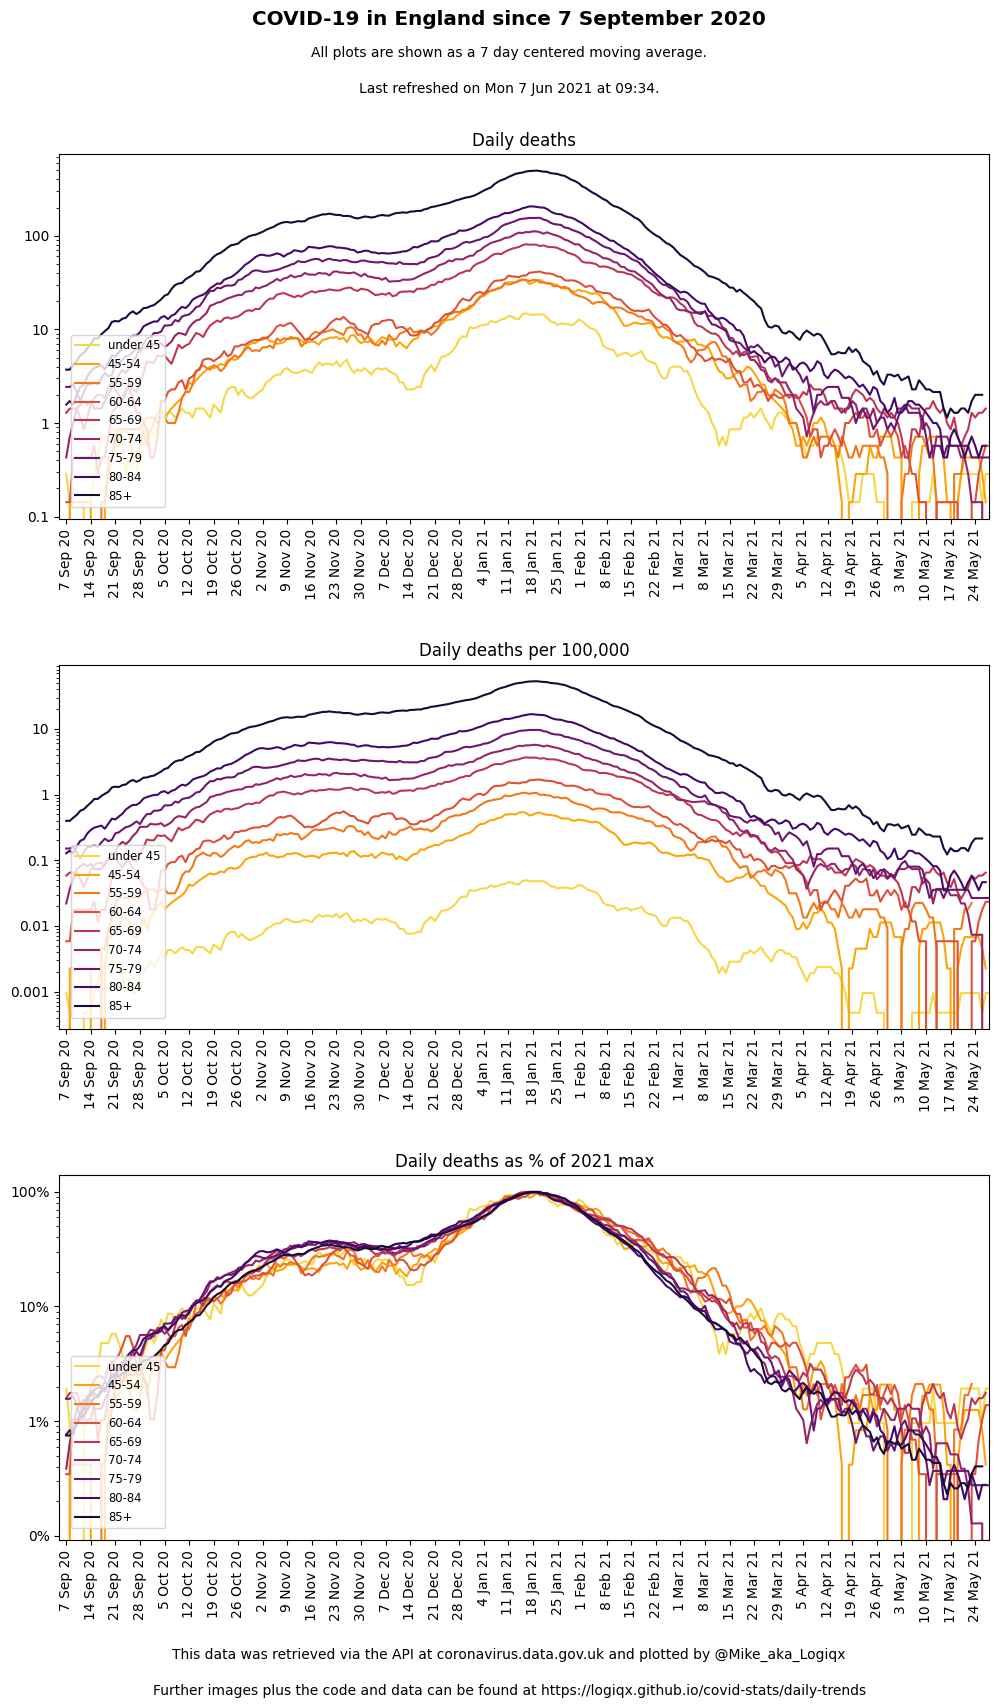 COVID-19 in England since 7 September 2020
All plots are shown as a 7 day centered moving average.
Last refreshed on Mon 7 Jun 2021 at 09:34.
Daily deaths
100
10
1
0.1
under 45
45-54
55-59
60-64
65-69
70-74
75-79
80-84
85+
7 Sep 20
14 Sep 20
21 Sep 20
28 Sep 20
5 Oct 20
12 Oct 20
19 Oct 20
26 Oct 20
2 Nov 20
9 Nov 20
16 Nov 20
23 Nov 20
30 Nov 20
7 Dec 20
14 Dec 20
21 Dec 20
28 Dec 20
4 Jan 21
11 Jan 21
18 Jan 21
25 Jan 21
1 Feb 21
8 Feb 21
15 Feb 21
22 Feb 21
1 Mar 21
8 Mar 21
15 Mar 21
22 Mar 21
29 Mar 21
5 Apr 21
12 Apr 21
19 Apr 21
26 Apr 21
3 May 21
10 May 21
17 May 21
24 May 21
Daily deaths per 100,000
10
1
0.1
0.01
0.001
under 45
45-54
55-59
60-64
65-69
70-74
75-79
80-84
85+
7 Sep 20
14 Sep 20
21 Sep 20
28 Sep 20
5 Oct 20
12 Oct 20
19 Oct 20
26 Oct 20
2 Nov 20
9 Nov 20
16 Nov 20
23 Nov 20
30 Nov 20
7 Dec 20
14 Dec 20
21 Dec 20
28 Dec 20
4 Jan 21
11 Jan 21
18 Jan 21
25 Jan 21
1 Feb 21
8 Feb 21
15 Feb 21
22 Feb 21
1 Mar 21
8 Mar 21
15 Mar 21
22 Mar 21
29 Mar 21
5 Apr 21
12 Apr 21
19 Apr 21
26 Apr 21
3 May 21
10 May 21
17 May 21
24 May 21
Daily deaths as % of 2021 max
100%
10%
1%
0%
under 45
45-54
55-59
60-64
65-69
70-74
75-79
80-84
85+
7 Sep 20
14 Sep 20
21 Sep 20
28 Sep 20
5 Oct 20
12 Oct 20
19 Oct 20
26 Oct 20
2 Nov 20
9 Nov 20
16 Nov 20
23 Nov 20
30 Nov 20
7 Dec 20
14 Dec 20
21 Dec 20
28 Dec 20
4 Jan 21
11 Jan 21
18 Jan 21
25 Jan 21
1 Feb 21
8 Feb 21
15 Feb 21
22 Feb 21
1 Mar 21
8 Mar 21
15 Mar 21
22 Mar 21
29 Mar 21
5 Apr 21
12 Apr 21
19 Apr 21
26 Apr 21
3 May 21
10 May 21
17 May 21
24 May 21
This data was retrieved via the API at coronavirus.data.gov.uk and plotted by @Mike_aka_Logiqx
Further images plus the code and data can be found at https://logiqx.github.io/covid-stats/daily-trends